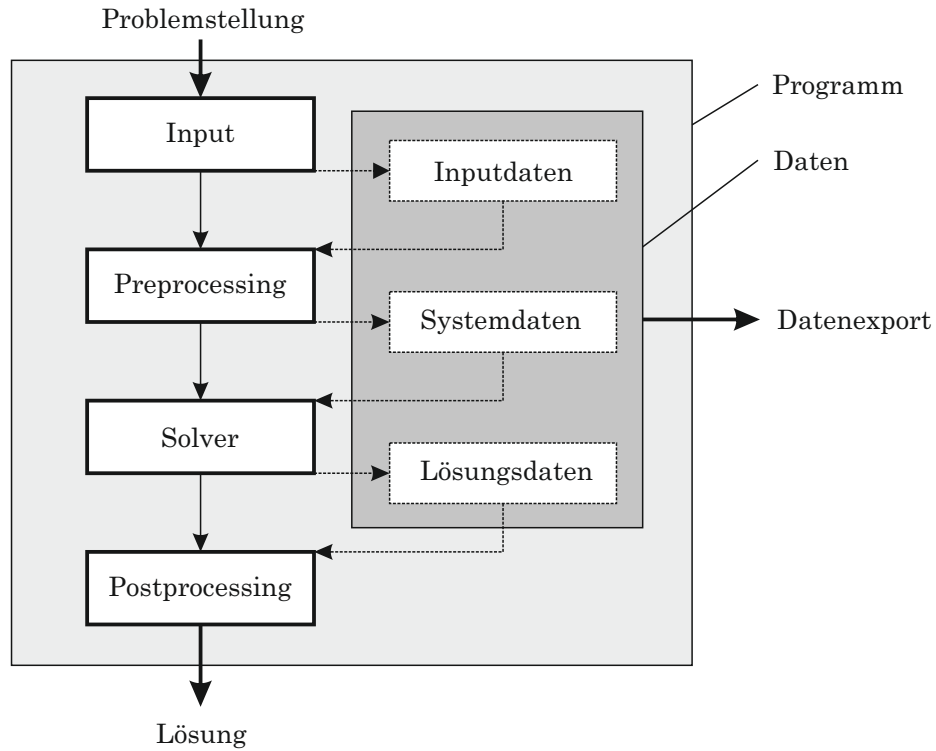 Problemstellung
Programm
Input
Daten
Inputdaten
Preprocessing
Systemdaten
Datenexport
Solver
Lösungsdaten
Postprocessing
Lösung